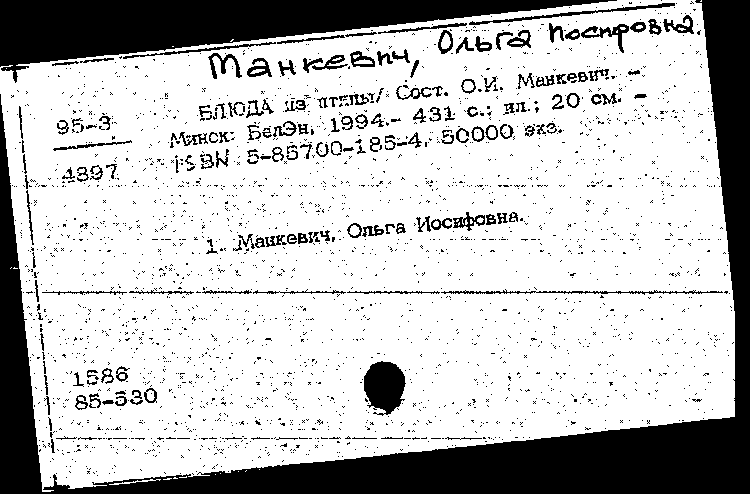 Манкевич, Ольга Иосифовна.
95-3
4397
БЛЮДА из птицы/ Сост. О.И. Манкевич. -
Минск: БелЭн, 1994.- 431 с.; ил.; 20 см. -
ISBN 5-85700-185-4, 50000 экз.
1. Манкевич, Ольга Иосифовна.
1586
85-530